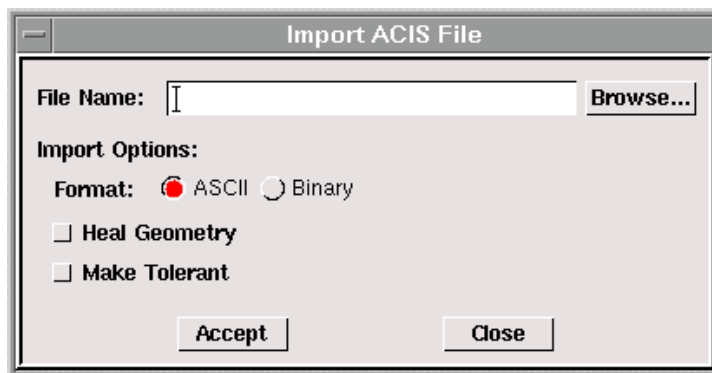 Import ACIS File
File Name: Browse...
Import Options:
Format: ASCII Binary
Heal Geometry
Make Tolerant
Accept Close